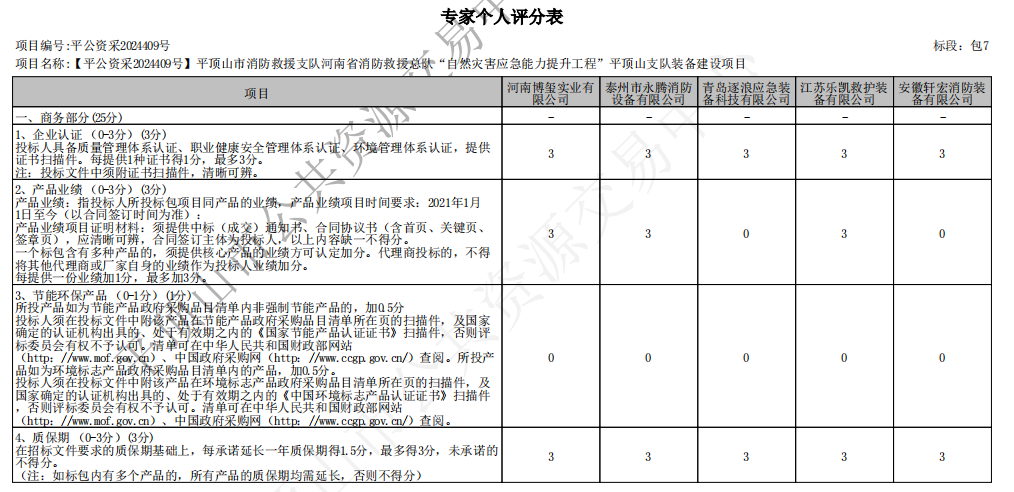 专家个人评分表
项目编号:平公资采2024409号 标段：包7
项目名称:【平公资采2024409号】平顶山市消防救援支队河南省消防救援总队“自然灾害应急能力提升工程”平顶山支队装备建设项目
项目 河南博玺实业有限公司 泰州市永腾消防设备有限公司 青岛逐浪应急装备科技有限公司 江苏乐凯救护装备有限公司 安徽轩宏消防装备有限公司
一、商务部分(25分) - - - - -
1、企业认证（0-3分）(3分)
投标人具备质量管理体系认证、职业健康安全管理体系认证、环境管理体系认证，提供
证书扫描件。每提供1种证书得1分，最多3分。
注：投标文件中须附证书扫描件，清晰可辨。
3 3 3 3 3
2、产品业绩（0-3分）(3分)
产品业绩：指投标人所投标包项目同产品的业绩，产品业绩项目时间要求：2021年1月
1日至今（以合同签订时间为准）；
产品业绩项目证明材料：须提供中标（成交）通知书、合同协议书（含首页、关键页、
签章页），应清晰可辨，合同签订主体为投标人，以上内容缺一不得分。
一个标包含有多种产品的，须提供核心产品的业绩方可认定加分。代理商投标的，不得
将其他代理商或厂家自身的业绩作为投标人业绩加分。
每提供一份业绩加1分，最多加3分。
3 3 0 3 0
3、节能环保产品（0-1分）(1分)
所投产品如为节能产品政府采购品目清单内非强制节能产品的，加0.5分
投标人须在投标文件中附该产品在节能产品政府采购品目清单所在页的扫描件，及国家
确定的认证机构出具的、处于有效期之内的《国家节能产品认证证书》扫描件，否则评
标委员会有权不予认可。清单可在中华人民共和国财政部网站
（http：//www.mof.gov.cn）、中国政府采购网（http：//www.ccgp.gov.cn/）查阅。所投产
品如为环境标志产品政府采购品目清单内的产品，加0.5分。
投标人须在投标文件中附该产品在环境标志产品政府采购品目清单所在页的扫描件，及
国家确定的认证机构出具的、处于有效期之内的《中国环境标志产品认证证书》扫描件
，否则评标委员会有权不予认可。清单可在中华人民共和国财政部网站
（http：//www.mof.gov.cn）、中国政府采购网（http：//www.ccgp.gov.cn/）查阅。
0 0 0 0 0
4、质保期（0-3分）(3分)
在招标文件要求的质保期基础上，每承诺延长一年质保期得1.5分，最多得3分，未承诺的
不得分。
（注：如标包内有多个产品的，所有产品的质保期均需延长，否则不得分）
3 3 3 3 3